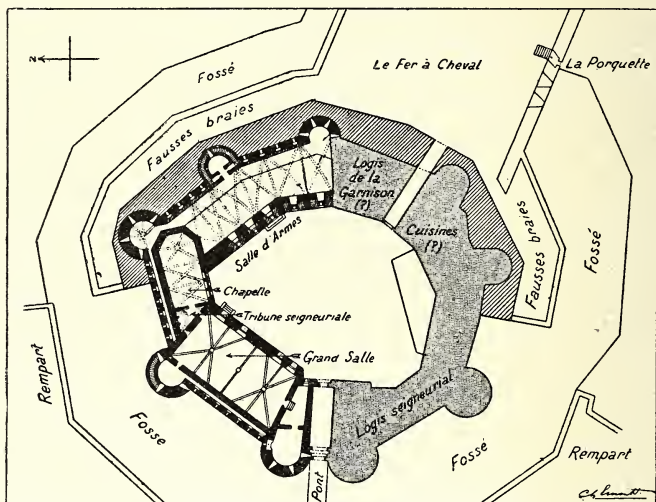 Z
Fossé
Le Fer à Cheval
La Porquette
Fausses braies
Logis
de la
Garnison
(?)
Cuisines
(?)
Salle d'Armes
Fausses braies
Fossé
Chapelle
Tribune seigneuriale
Grand Salle
Rempart
Fosse
Logis seigneurial
Fossé
Rempart
Pont